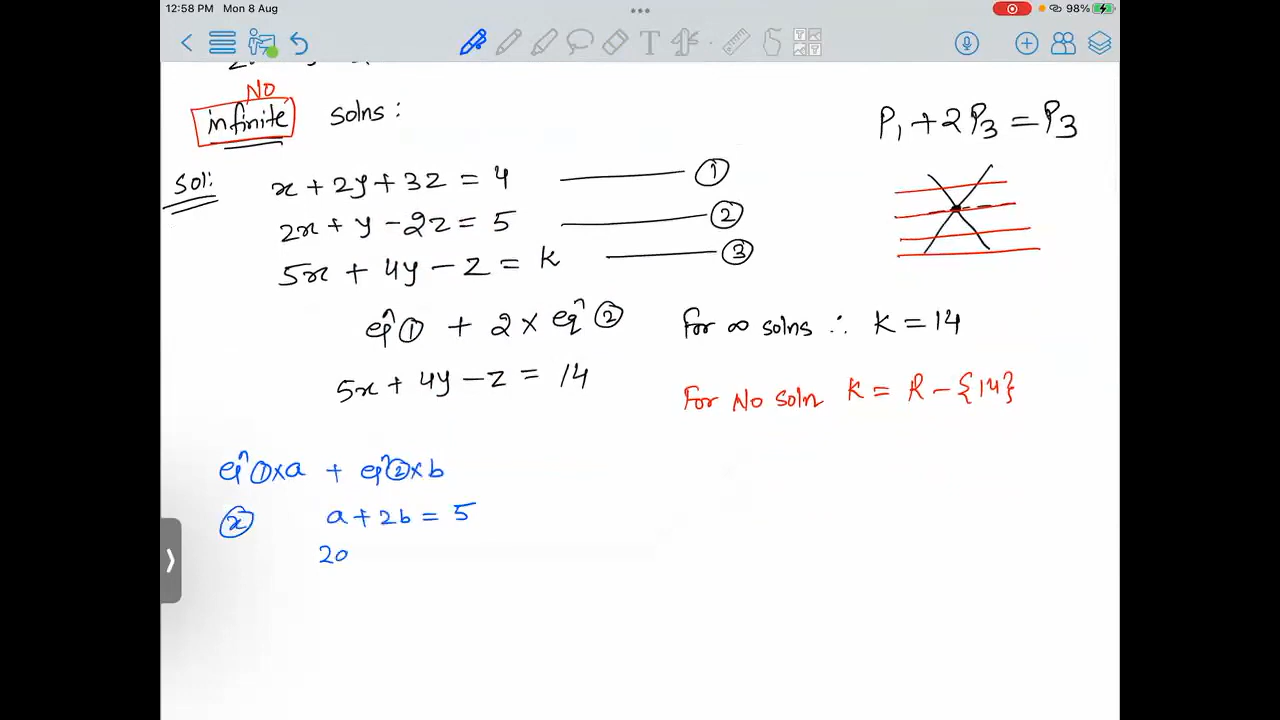 12:58 PM Mon 8 Aug
98%
T
NO
infinite solns :
P₁ + 2P₃ = P₃
Sol:
x + 2y + 3z = 4 ——— ①
2x + y - 2z = 5 ——— ②
5x + 4y - z = k ——— ③
eqⁿ ① + 2 × eqⁿ ②
For ∞ solns ∴ k = 14
5x + 4y - z = 14
For No soln k = R - {14}
eqⁿ ① × a + eqⁿ ② × b
ⓧ a + 2b = 5
20